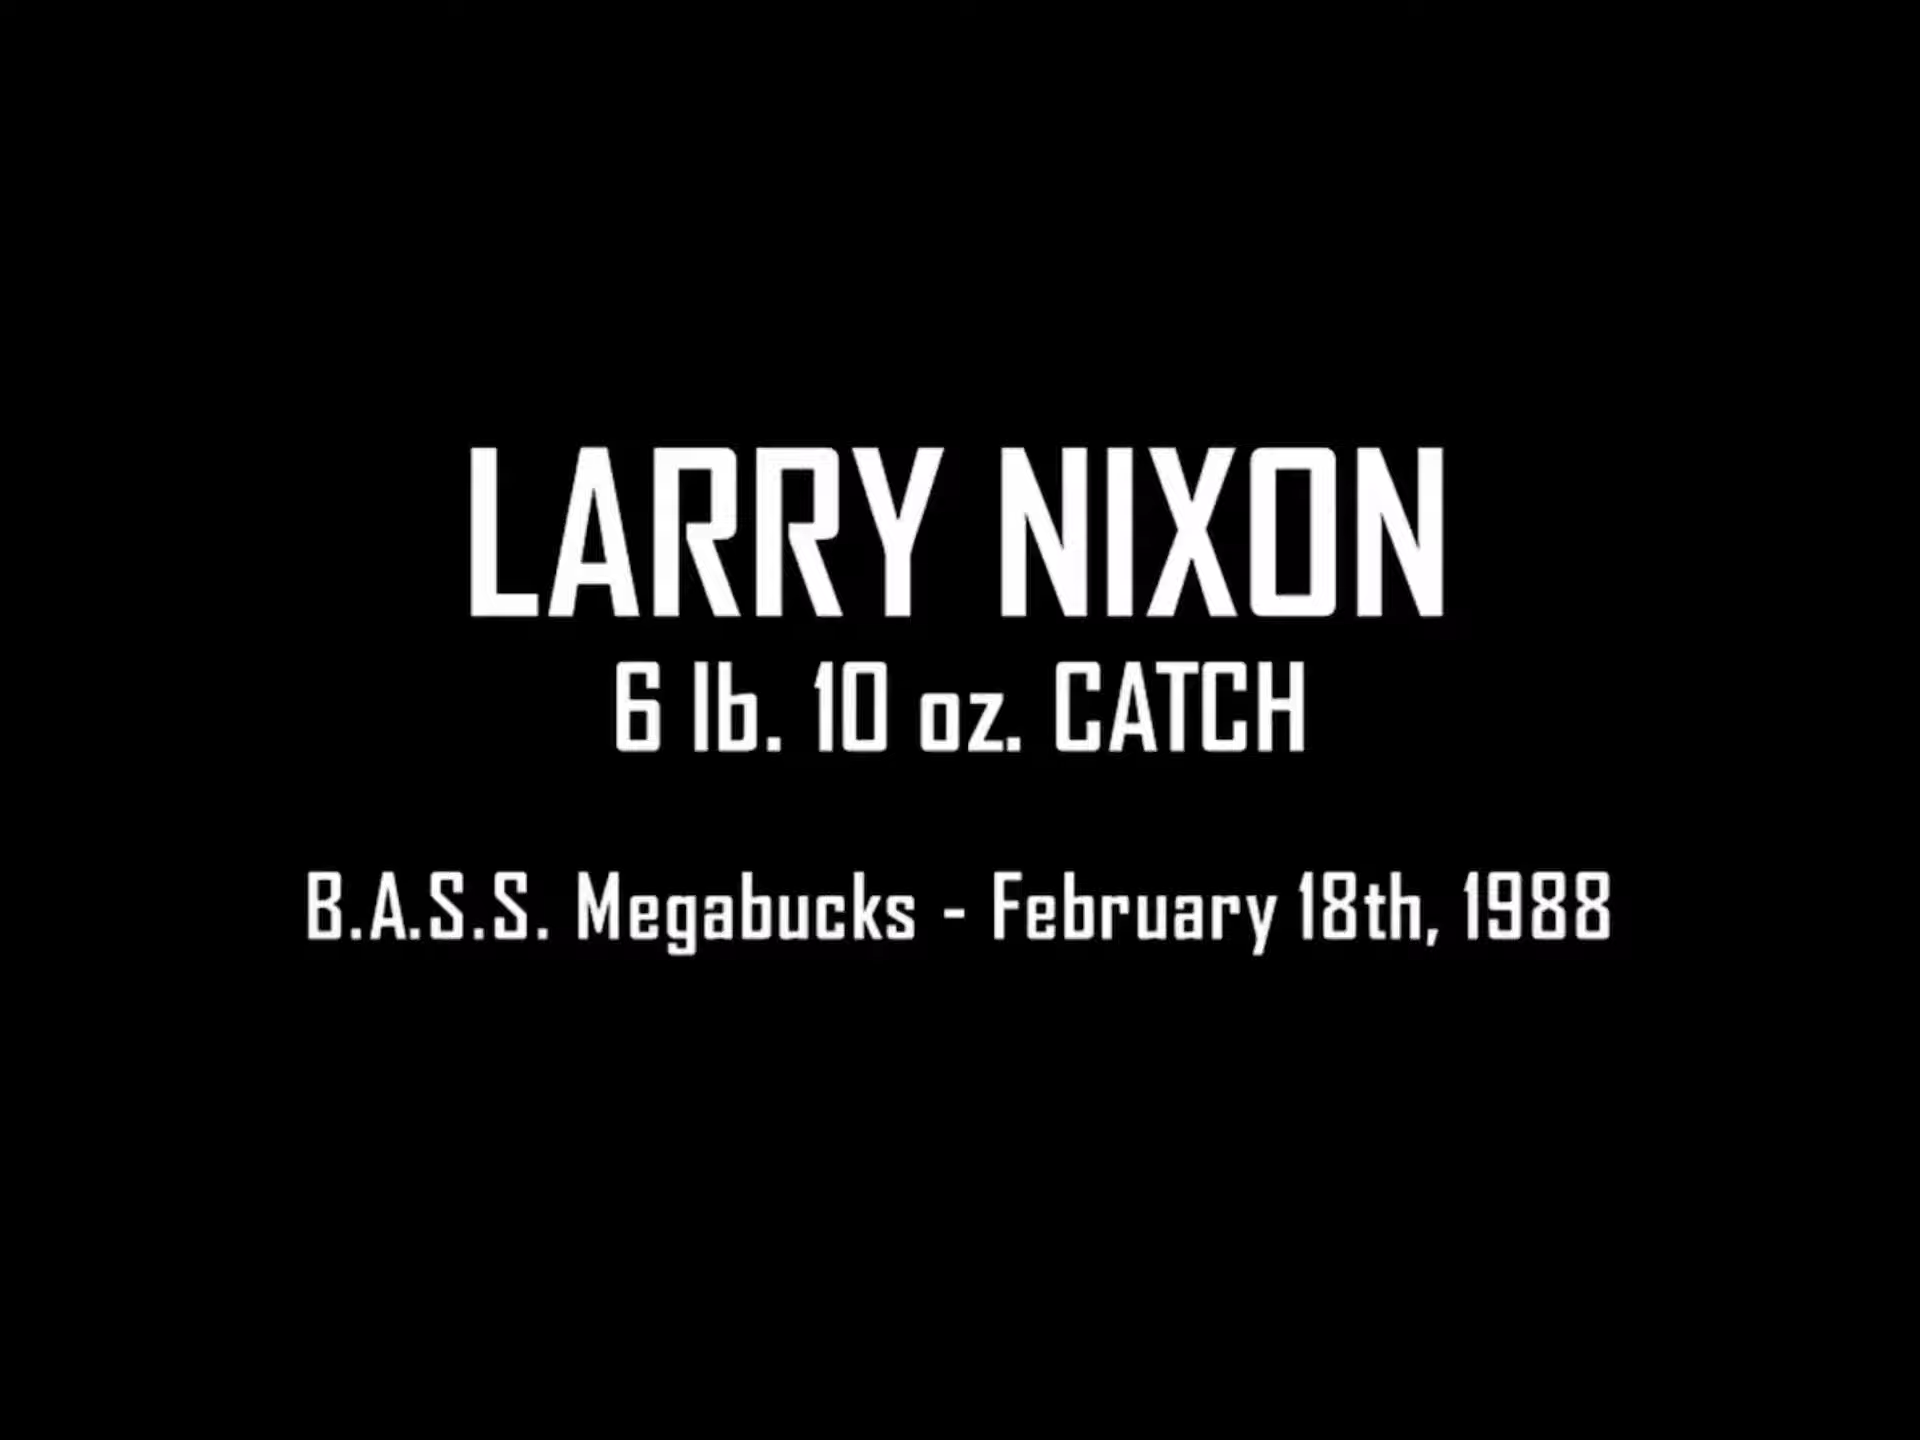 LARRY NIXON
6 lb. 10 oz. CATCH
B.A.S.S. Megabucks - February 18th, 1988